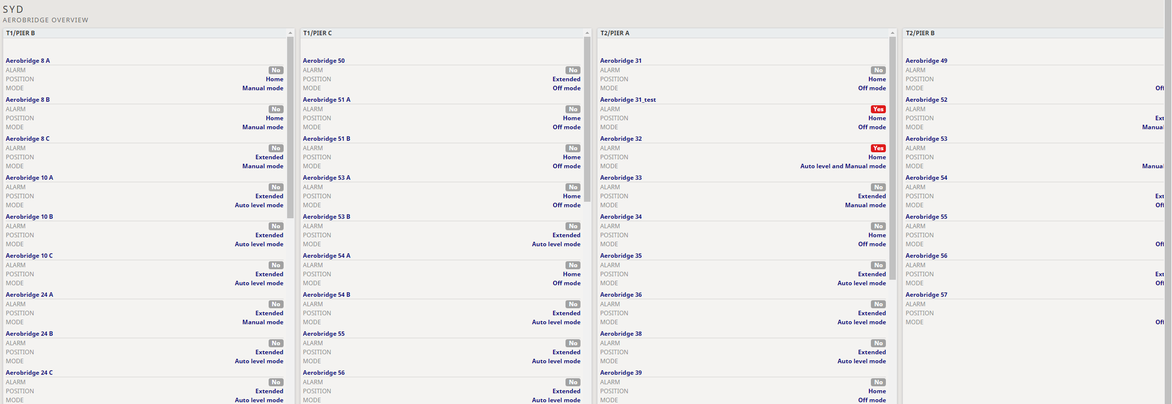 SYD
AEROBRIDGE OVERVIEW
T1/PIER B
Aerobridge 8 A
ALARM No
POSITION Home
MODE Manual mode
Aerobridge 8 B
ALARM No
POSITION Home
MODE Manual mode
Aerobridge 8 C
ALARM No
POSITION Extended
MODE Manual mode
Aerobridge 10 A
ALARM No
POSITION Extended
MODE Auto level mode
Aerobridge 10 B
ALARM No
POSITION Extended
MODE Auto level mode
Aerobridge 10 C
ALARM No
POSITION Extended
MODE Auto level mode
Aerobridge 24 A
ALARM No
POSITION Extended
MODE Manual mode
Aerobridge 24 B
ALARM No
POSITION Extended
MODE Auto level mode
Aerobridge 24 C
ALARM No
POSITION Extended
MODE Auto level mode
T1/PIER C
Aerobridge 50
ALARM No
POSITION Extended
MODE Off mode
Aerobridge 51 A
ALARM No
POSITION Home
MODE Off mode
Aerobridge 51 B
ALARM No
POSITION Home
MODE Off mode
Aerobridge 53 A
ALARM No
POSITION Home
MODE Off mode
Aerobridge 53 B
ALARM No
POSITION Extended
MODE Auto level mode
Aerobridge 54 A
ALARM No
POSITION Home
MODE Off mode
Aerobridge 54 B
ALARM No
POSITION Extended
MODE Auto level mode
Aerobridge 55
ALARM No
POSITION Extended
MODE Auto level mode
Aerobridge 56
ALARM No
POSITION Extended
MODE Auto level mode
T2/PIER A
Aerobridge 31
ALARM No
POSITION Home
MODE Off mode
Aerobridge 31_test
ALARM Yes
POSITION Home
MODE Off mode
Aerobridge 32
ALARM Yes
POSITION Home
MODE Auto level and Manual mode
Aerobridge 33
ALARM No
POSITION Extended
MODE Manual mode
Aerobridge 34
ALARM No
POSITION Home
MODE Off mode
Aerobridge 35
ALARM No
POSITION Extended
MODE Auto level mode
Aerobridge 36
ALARM No
POSITION Extended
MODE Auto level mode
Aerobridge 38
ALARM No
POSITION Extended
MODE Auto level mode
Aerobridge 39
ALARM No
POSITION Home
MODE Off mode
T2/PIER B
Aerobridge 49
ALARM
POSITION
MODE Off
Aerobridge 52
ALARM
POSITION Ext
MODE Manua
Aerobridge 53
ALARM
POSITION
MODE Manua
Aerobridge 54
ALARM
POSITION
MODE Off
Aerobridge 55
ALARM
POSITION
MODE Off
Aerobridge 56
ALARM
POSITION Ext
MODE Off
Aerobridge 57
ALARM
POSITION
MODE Off